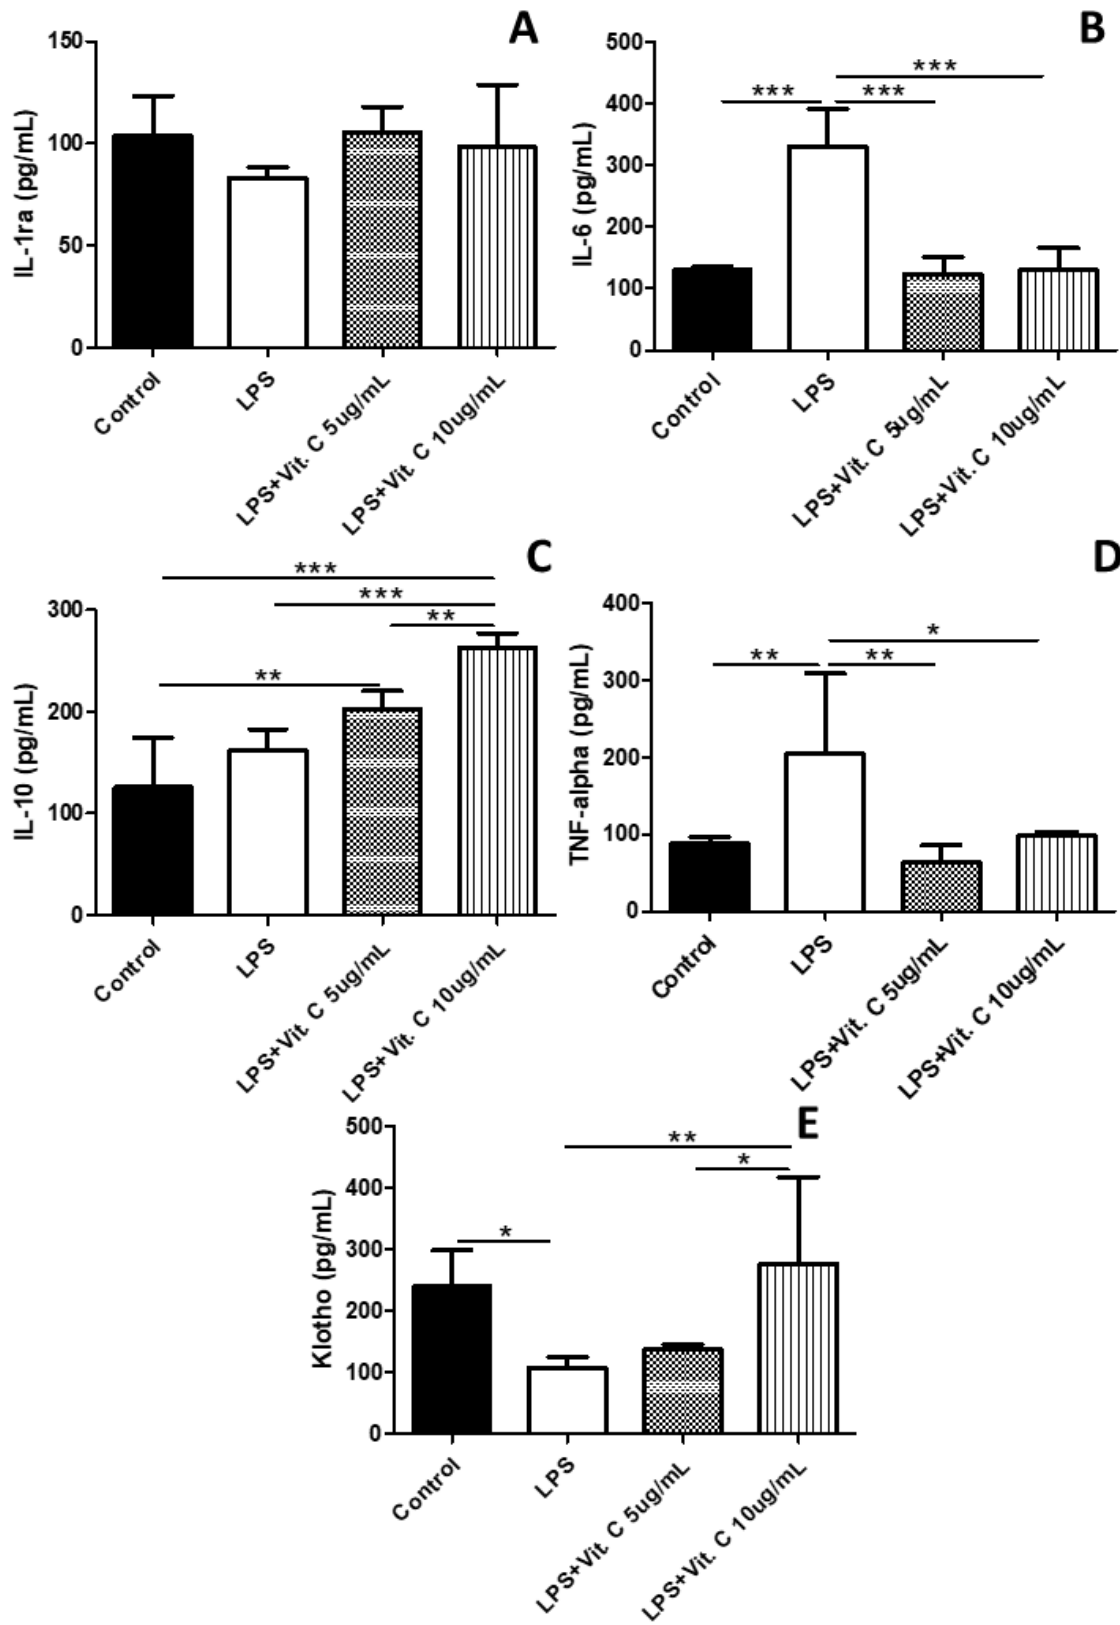 A
150
100
50
0
IL-1ra (pg/mL)
Control
LPS
LPS+Vit. C 5ug/mL
LPS+Vit. C 10ug/mL
B
500
400
300
200
100
0
IL-6 (pg/mL)
***
***
***
Control
LPS
LPS+Vit. C 5ug/mL
LPS+Vit. C 10ug/mL
C
300
200
100
0
IL-10 (pg/mL)
***
***
**
**
Control
LPS
LPS+Vit. C 5ug/mL
LPS+Vit. C 10ug/mL
D
400
300
200
100
0
TNF-alpha (pg/mL)
*
**
**
Control
LPS
LPS+Vit. C 5ug/mL
LPS+Vit. C 10ug/mL
E
500
400
300
200
100
0
Klotho (pg/mL)
**
*
*
Control
LPS
LPS+Vit. C 5ug/mL
LPS+Vit. C 10ug/mL